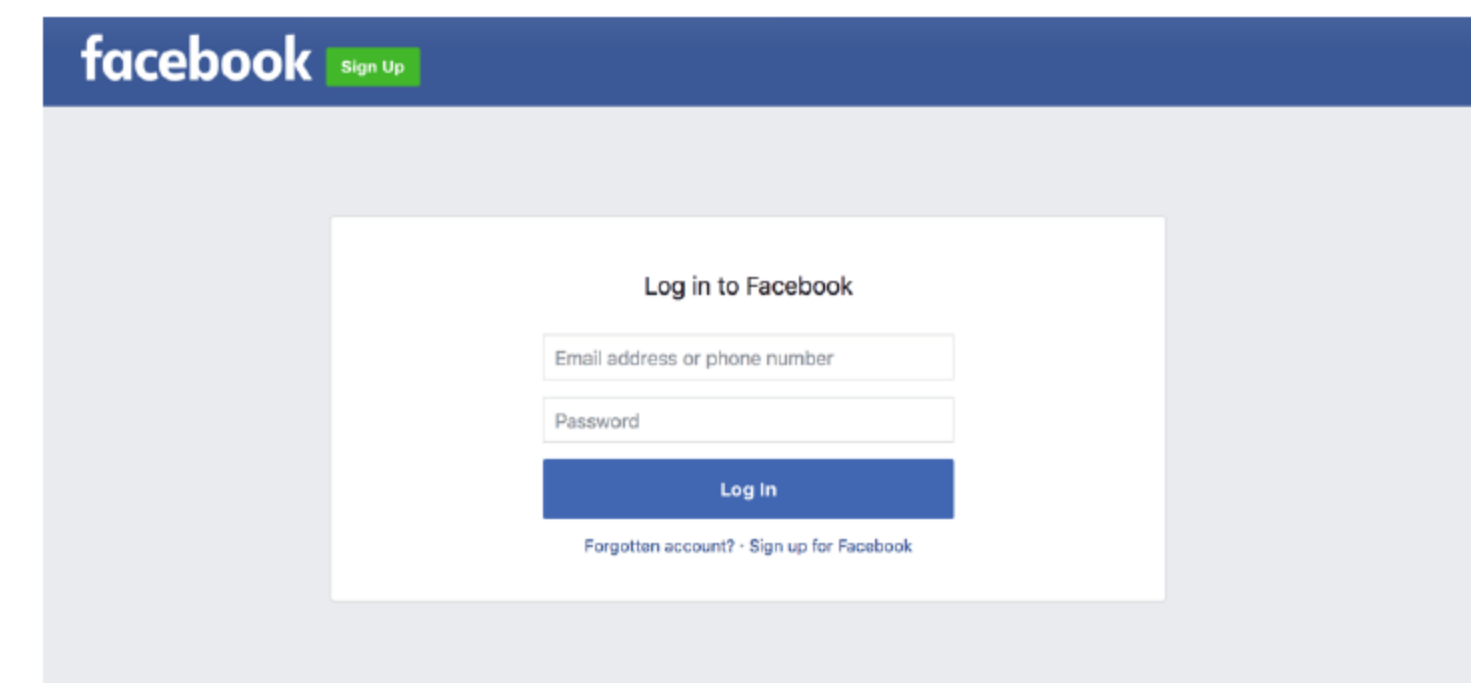 facebook Sign Up
Log in to Facebook
Email address or phone number
Password
Log In
Forgotten account? · Sign up for Facebook